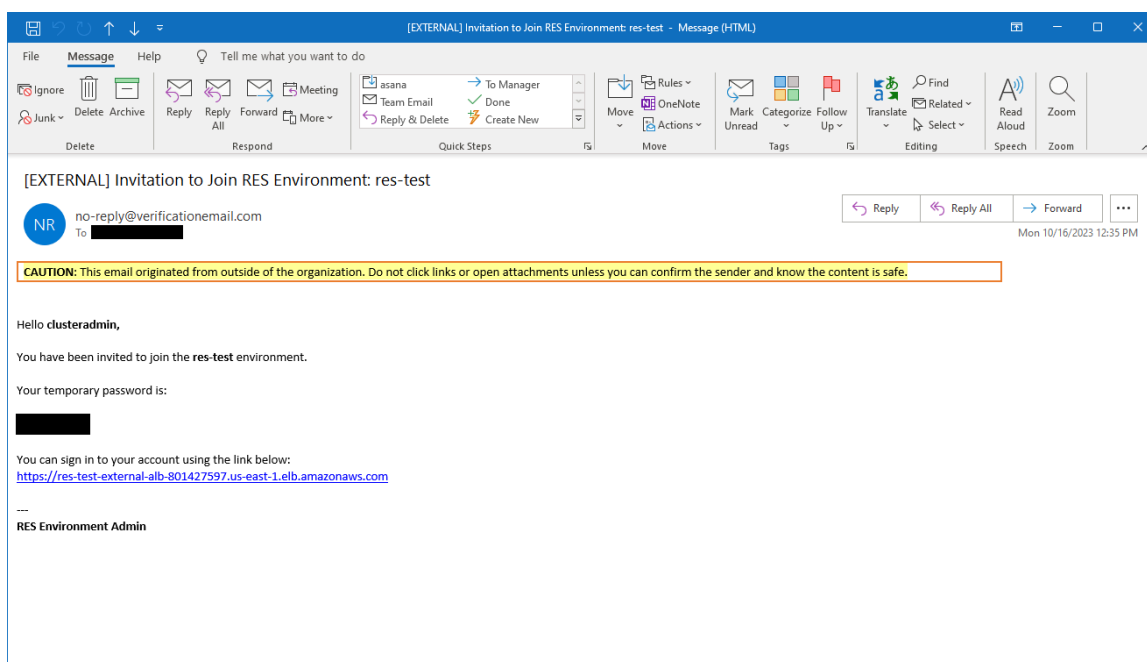 [EXTERNAL] Invitation to Join RES Environment: res-test - Message (HTML)
File Message Help Tell me what you want to do
Ignore
Junk
Delete
Archive
Reply
Reply All
Forward
Meeting
More
asana
Team Email
Reply & Delete
To Manager
Done
Create New
Move
Rules
OneNote
Actions
Mark Unread
Categorize
Follow Up
あ
a
Translate
Find
Related
Select
A
Read Aloud
Zoom
Delete Respond Quick Steps Move Tags Editing Speech Zoom
[EXTERNAL] Invitation to Join RES Environment: res-test
NR
no-reply@verificationemail.com
To
Reply Reply All Forward
Mon 10/16/2023 12:35 PM
CAUTION: This email originated from outside of the organization. Do not click links or open attachments unless you can confirm the sender and know the content is safe.
Hello clusteradmin,
You have been invited to join the res-test environment.
Your temporary password is:
You can sign in to your account using the link below:
https://res-test-external-alb-801427597.us-east-1.elb.amazonaws.com
---
RES Environment Admin